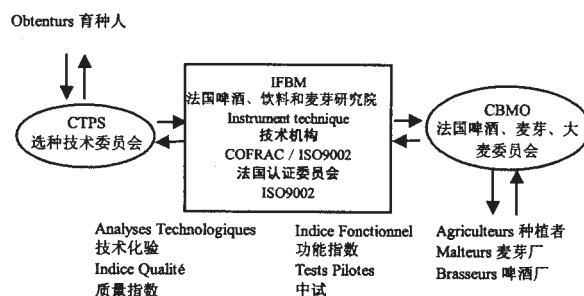 Obtenturs 育种人
CTPS
选种技术委员会
IFBM
法国啤酒、饮料和麦芽研究院
Instrument technique
技术机构
COFRAC / ISO9002
法国认证委员会
ISO9002
CBMO
法国啤酒、麦芽、大
麦委员会
Analyses Technologiques
技术化验
Indice Qualité
质量指数
Indice Fonctionnel
功能指数
Tests Pilotes
中试
Agriculteurs 种植者
Malteurs 麦芽厂
Brasseurs 啤酒厂